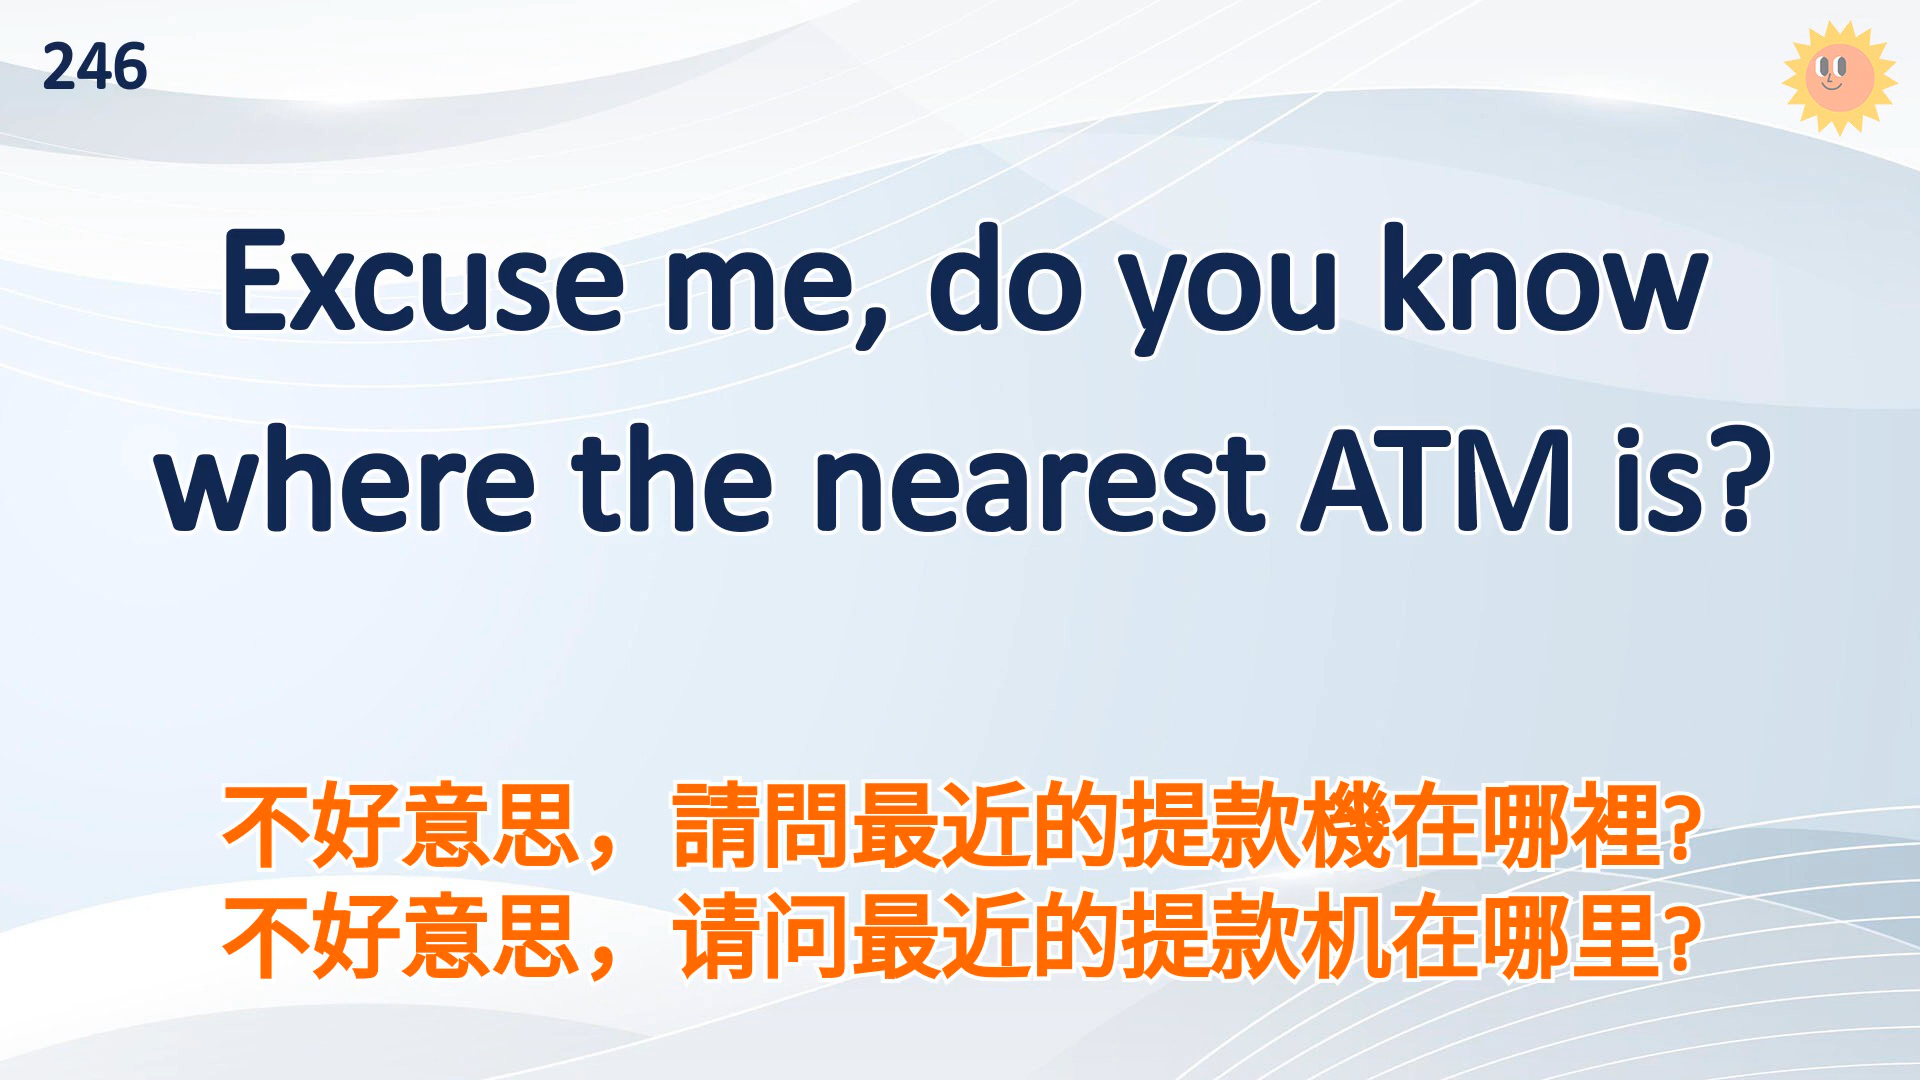 246
Excuse me, do you know
where the nearest ATM is?
不好意思，請問最近的提款機在哪裡?
不好意思，请问最近的提款机在哪里?